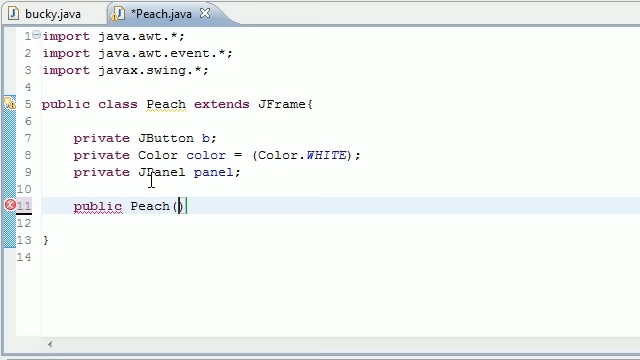 bucky.java
*Peach.java
1 import java.awt.*;
2 import java.awt.event.*;
3 import javax.swing.*;
4
5 public class Peach extends JFrame{
6
7 private JButton b;
8 private Color color = (Color.WHITE);
9 private JPanel panel;
10
11 public Peach()
12
13 }
14